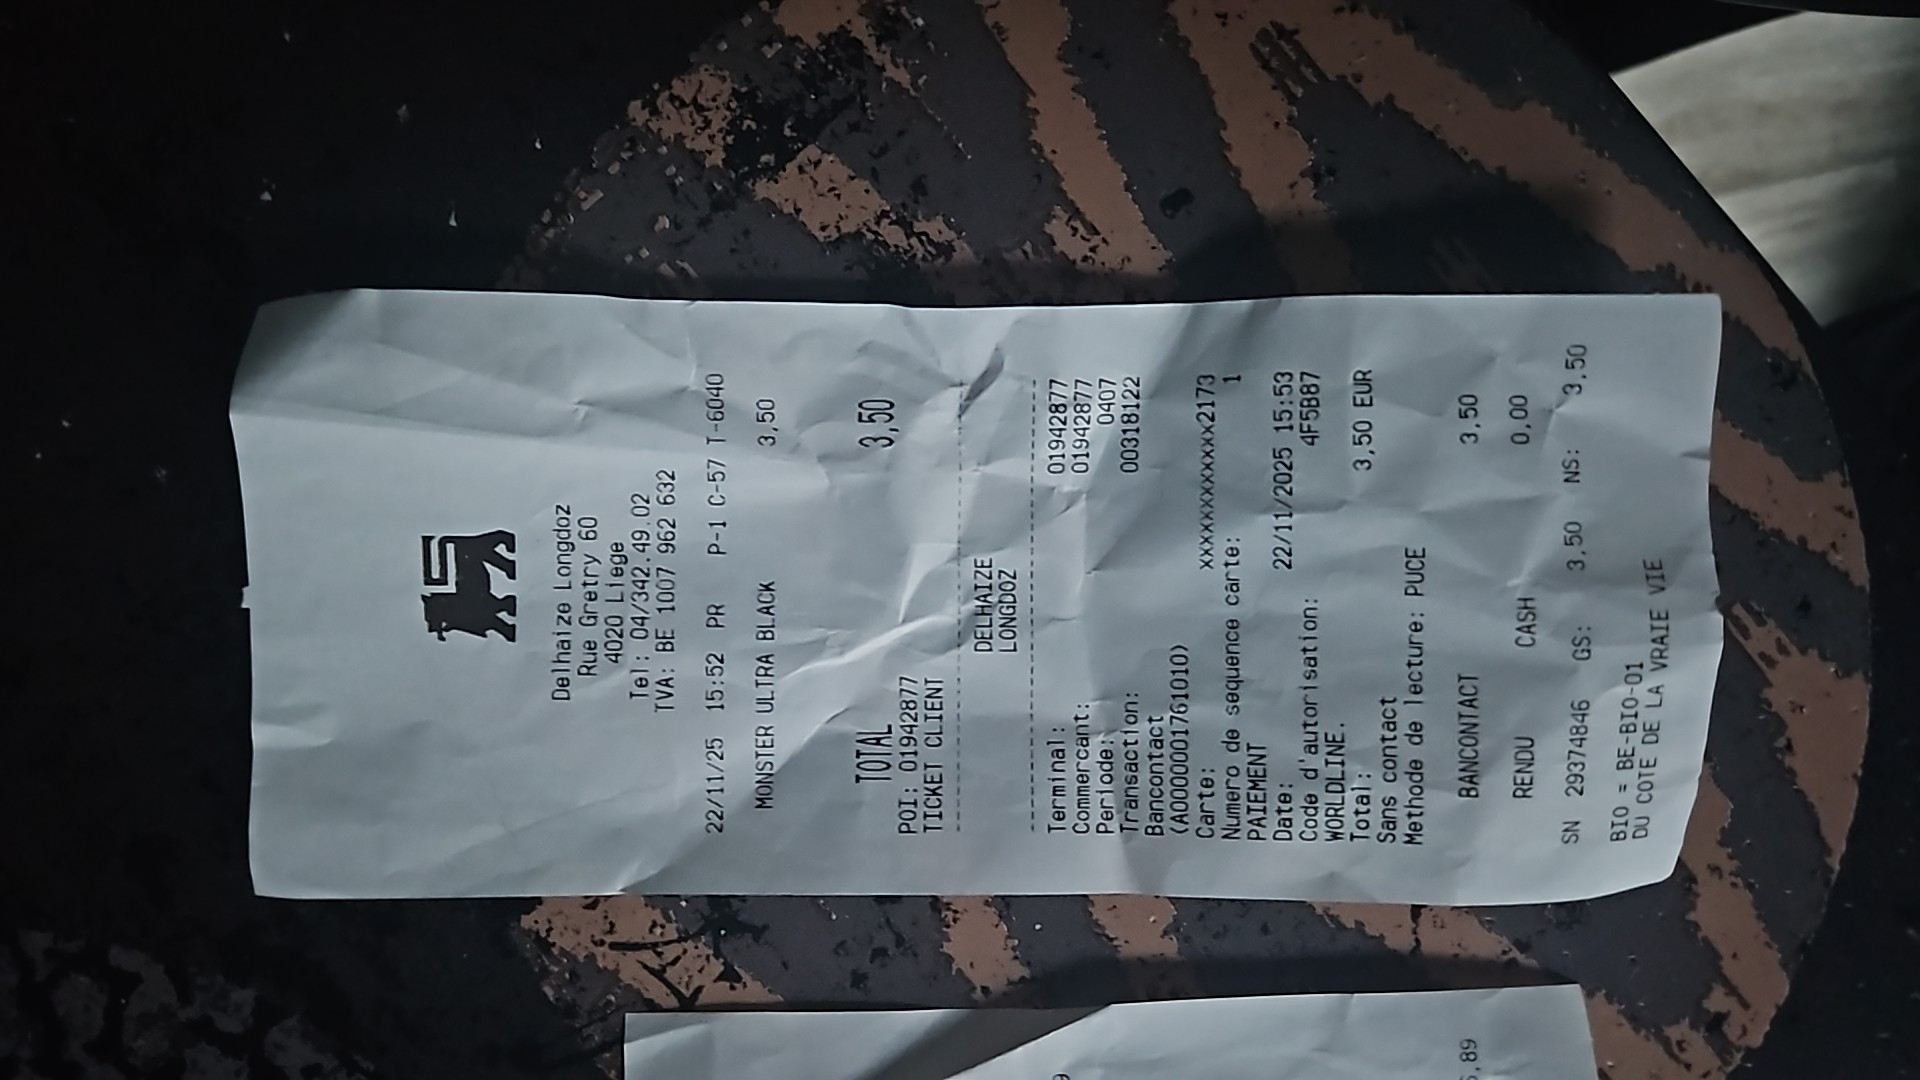 Delhaize Longdoz
Rue Gretry 60
4020 Liege
Tel: 04/342.49.02
TVA: BE 1007 962 632
22/11/25 15:52 PR P-1 C-57 T-6040
MONSTER ULTRA BLACK 3,50
TOTAL 3,50
POI: 01942877
TICKET CLIENT
DELHAIZE
LONGDOZ
Terminal: 01942877
Commercant: 01942877
Periode: 0407
Transaction: 00318122
Bancontact
(A0000001761010)
Carte: xxxxxxxxxxxxx2173
Numero de sequence carte: 1
PAIEMENT
Date: 22/11/2025 15:53
Code d'autorisation: 4F5B87
WORLDLINE.
Total: 3,50 EUR
Sans contact
Methode de lecture: PUCE
BANCONTACT 3,50
RENDU CASH 0,00
SN 29374846 GS: 3,50 NS: 3,50
BIO = BE-BIO-01
DU COTE DE LA VRAIE VIE